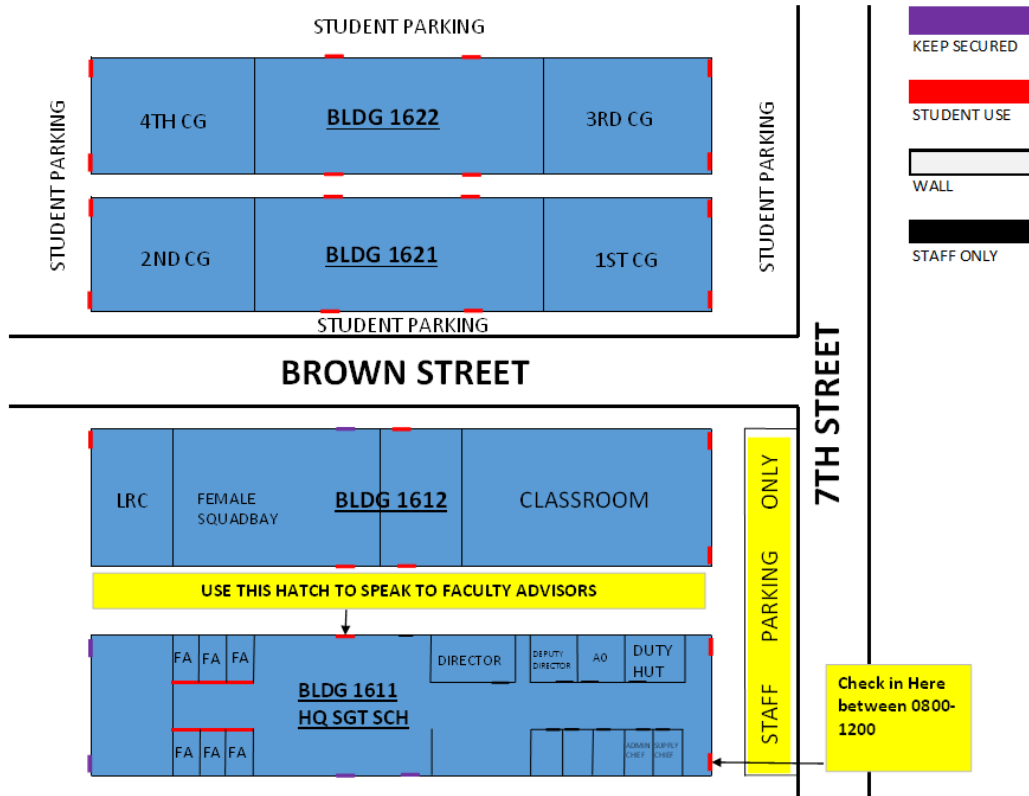 STUDENT PARKING
KEEP SECURED
STUDENT USE
WALL
STAFF ONLY
STUDENT PARKING
4TH CG
BLDG 1622
3RD CG
STUDENT PARKING
2ND CG
BLDG 1621
1ST CG
STUDENT PARKING
BROWN STREET
7TH STREET
LRC
FEMALE
SQUADBAY
BLDG 1612
CLASSROOM
STAFF PARKING ONLY
USE THIS HATCH TO SPEAK TO FACULTY ADVISORS
FA FA FA
DIRECTOR
DEPUTY
DIRECTOR
AO
DUTY
HUT
BLDG 1611
HQ SGT SCH
FA FA FA
ADMIN
CHIEF
SUPPLY
CHIEF
Check in Here
between 0800-
1200